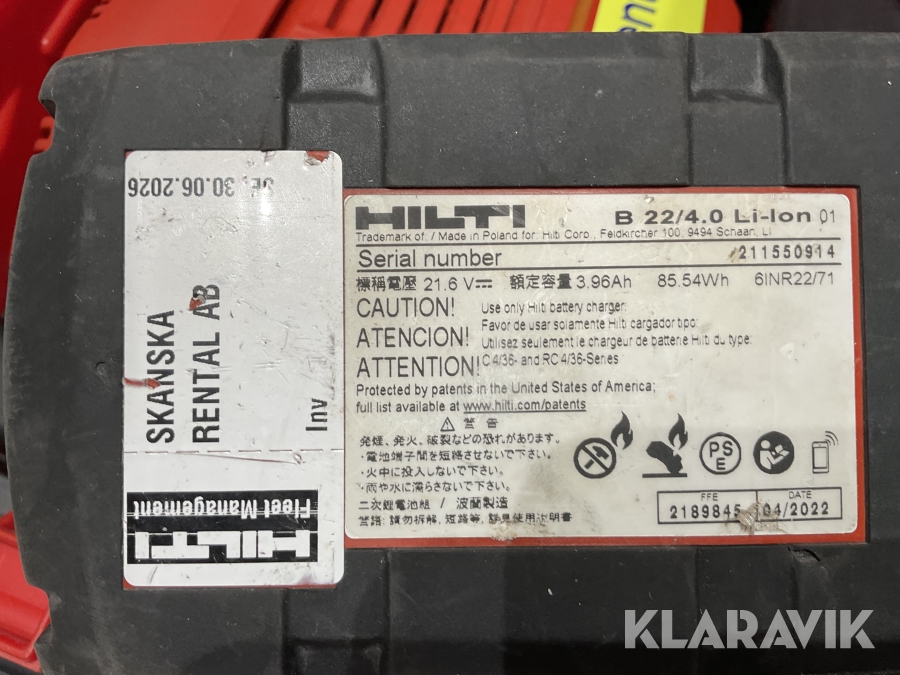 SE, 30.06.2026
SKANSKA
RENTAL AB
Inv
HILTI
Fleet Management
HILTI B 22/4.0 Li-Ion 01
Trademark of: / Made in Poland for: Hilti Corp., Feldkircher 100, 9494 Schaan, LI
Serial number 211550914
標稱電壓 21.6 V 額定容量 3.96Ah 85.54Wh 6INR22/71
CAUTION! Use only Hilti battery charger:
ATENCION! Favor de usar solamente Hilti cargador tipo:
ATTENTION! Utilisez seulement le chargeur de batterie Hilti du type:
C4/36- and RC4/36-Series
Protected by patents in the United States of America;
full list available at www.hilti.com/patents
警告
発煙、発火、破裂などの恐れがあります。
・電池端子間を短絡させないで下さい。
・火中に投入しないで下さい。
・雨や水に濡らさないで下さい。
二次鋰電池組 / 波蘭製造
警語: 請勿拆解, 短路等, 詳見使用説明書
PS
E
FFE DATE
2189845 04/2022
KLARAVIK